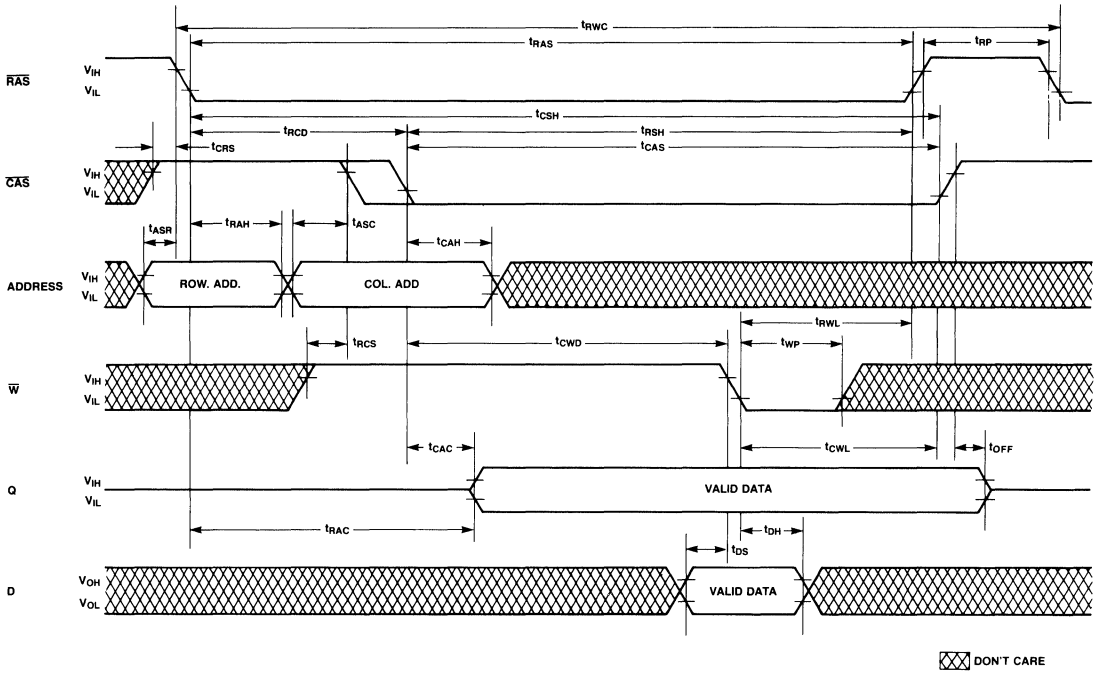 tRWC
tRAS
tRP
RAS
VIH
VIL
tCSH
tRCD
tRSH
tCRS
tCAS
CAS
VIH
VIL
tASR
tRAH
tASC
tCAH
ADDRESS
VIH
VIL
ROW. ADD.
COL. ADD
tRWL
tRCS
tCWD
tWP
W
VIH
VIL
tCAC
tCWL
tOFF
Q
VIH
VIL
VALID DATA
tRAC
tDH
tDS
D
VOH
VOL
VALID DATA
DON'T CARE